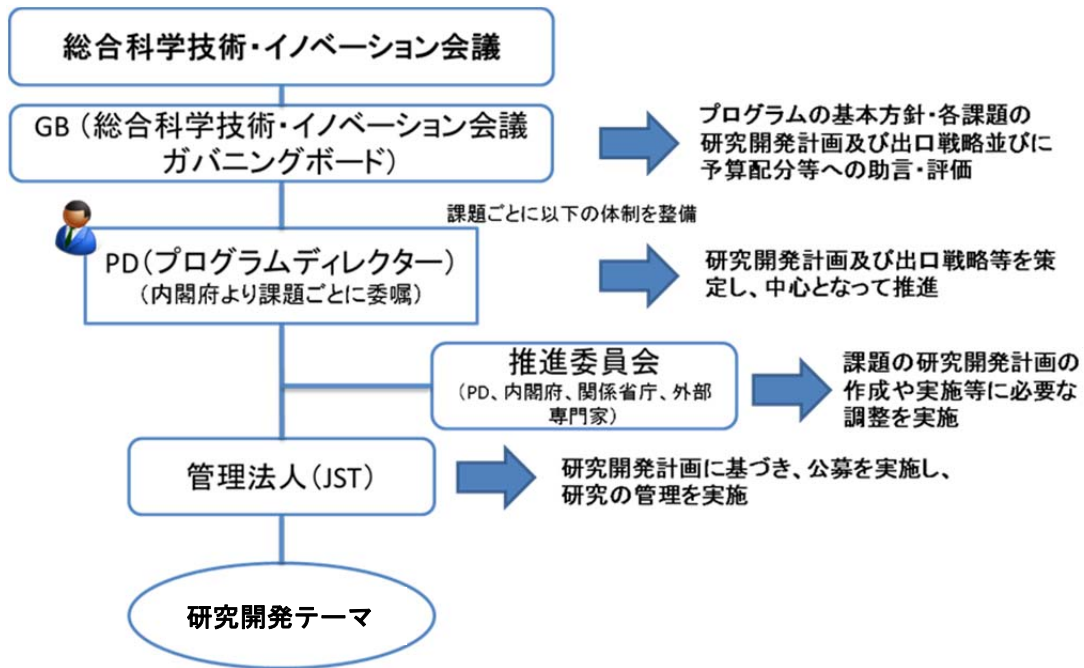 総合科学技術・イノベーション会議
GB（総合科学技術・イノベーション会議
ガバニングボード）
プログラムの基本方針・各課題の
研究開発計画及び出口戦略並びに
予算配分等への助言・評価
課題ごとに以下の体制を整備
PD（プログラムディレクター）
（内閣府より課題ごとに委嘱）
研究開発計画及び出口戦略等を策
定し、中心となって推進
推進委員会
（PD、内閣府、関係省庁、外部
専門家）
課題の研究開発計画の
作成や実施等に必要な
調整を実施
管理法人（JST）
研究開発計画に基づき、公募を実施し、
研究の管理を実施
研究開発テーマ